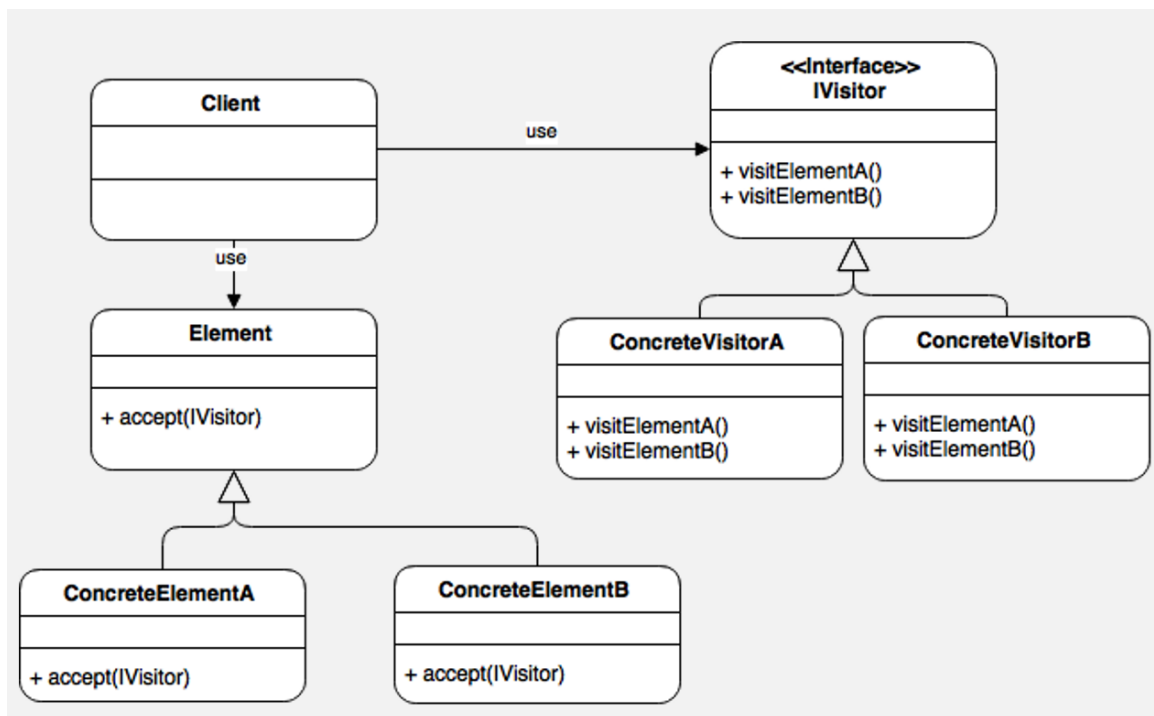 Client
use
<<Interface>>
IVisitor
+ visitElementA()
+ visitElementB()
use
Element
+ accept(IVisitor)
ConcreteVisitorA
+ visitElementA()
+ visitElementB()
ConcreteVisitorB
+ visitElementA()
+ visitElementB()
ConcreteElementA
+ accept(IVisitor)
ConcreteElementB
+ accept(IVisitor)